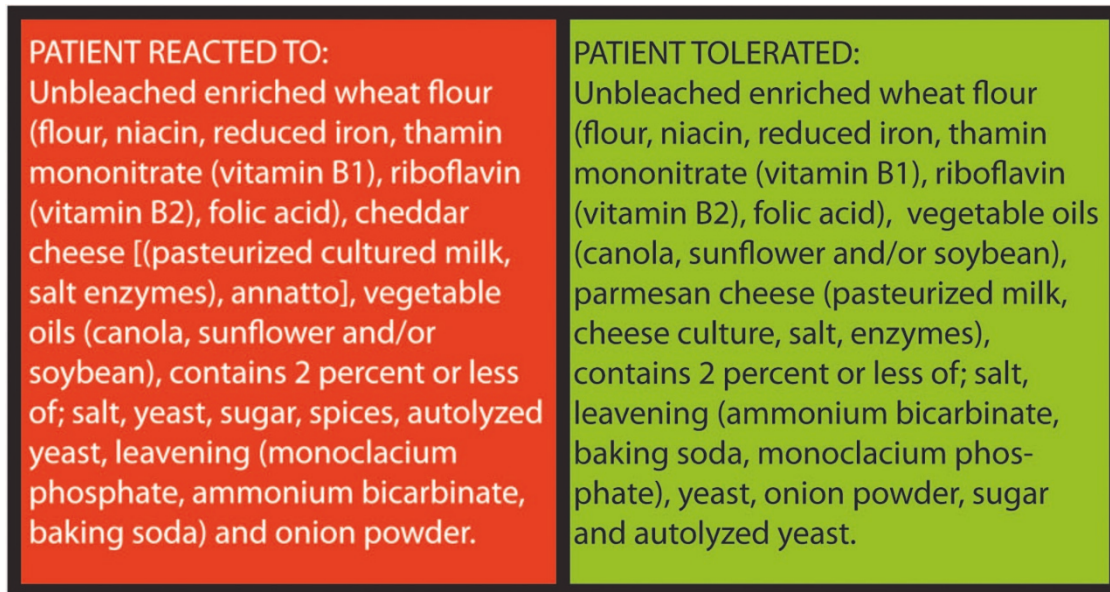 PATIENT REACTED TO:
Unbleached enriched wheat flour
(flour, niacin, reduced iron, thamin
mononitrate (vitamin B1), riboflavin
(vitamin B2), folic acid), cheddar
cheese [(pasteurized cultured milk,
salt enzymes), annatto], vegetable
oils (canola, sunflower and/or
soybean), contains 2 percent or less
of; salt, yeast, sugar, spices, autolyzed
yeast, leavening (monoclacium
phosphate, ammonium bicarbinate,
baking soda) and onion powder.
PATIENT TOLERATED:
Unbleached enriched wheat flour
(flour, niacin, reduced iron, thamin
mononitrate (vitamin B1), riboflavin
(vitamin B2), folic acid),  vegetable oils
(canola, sunflower and/or soybean),
parmesan cheese (pasteurized milk,
cheese culture, salt, enzymes),
contains 2 percent or less of; salt,
leavening (ammonium bicarbinate,
baking soda, monoclacium phos-
phate), yeast, onion powder, sugar
and autolyzed yeast.